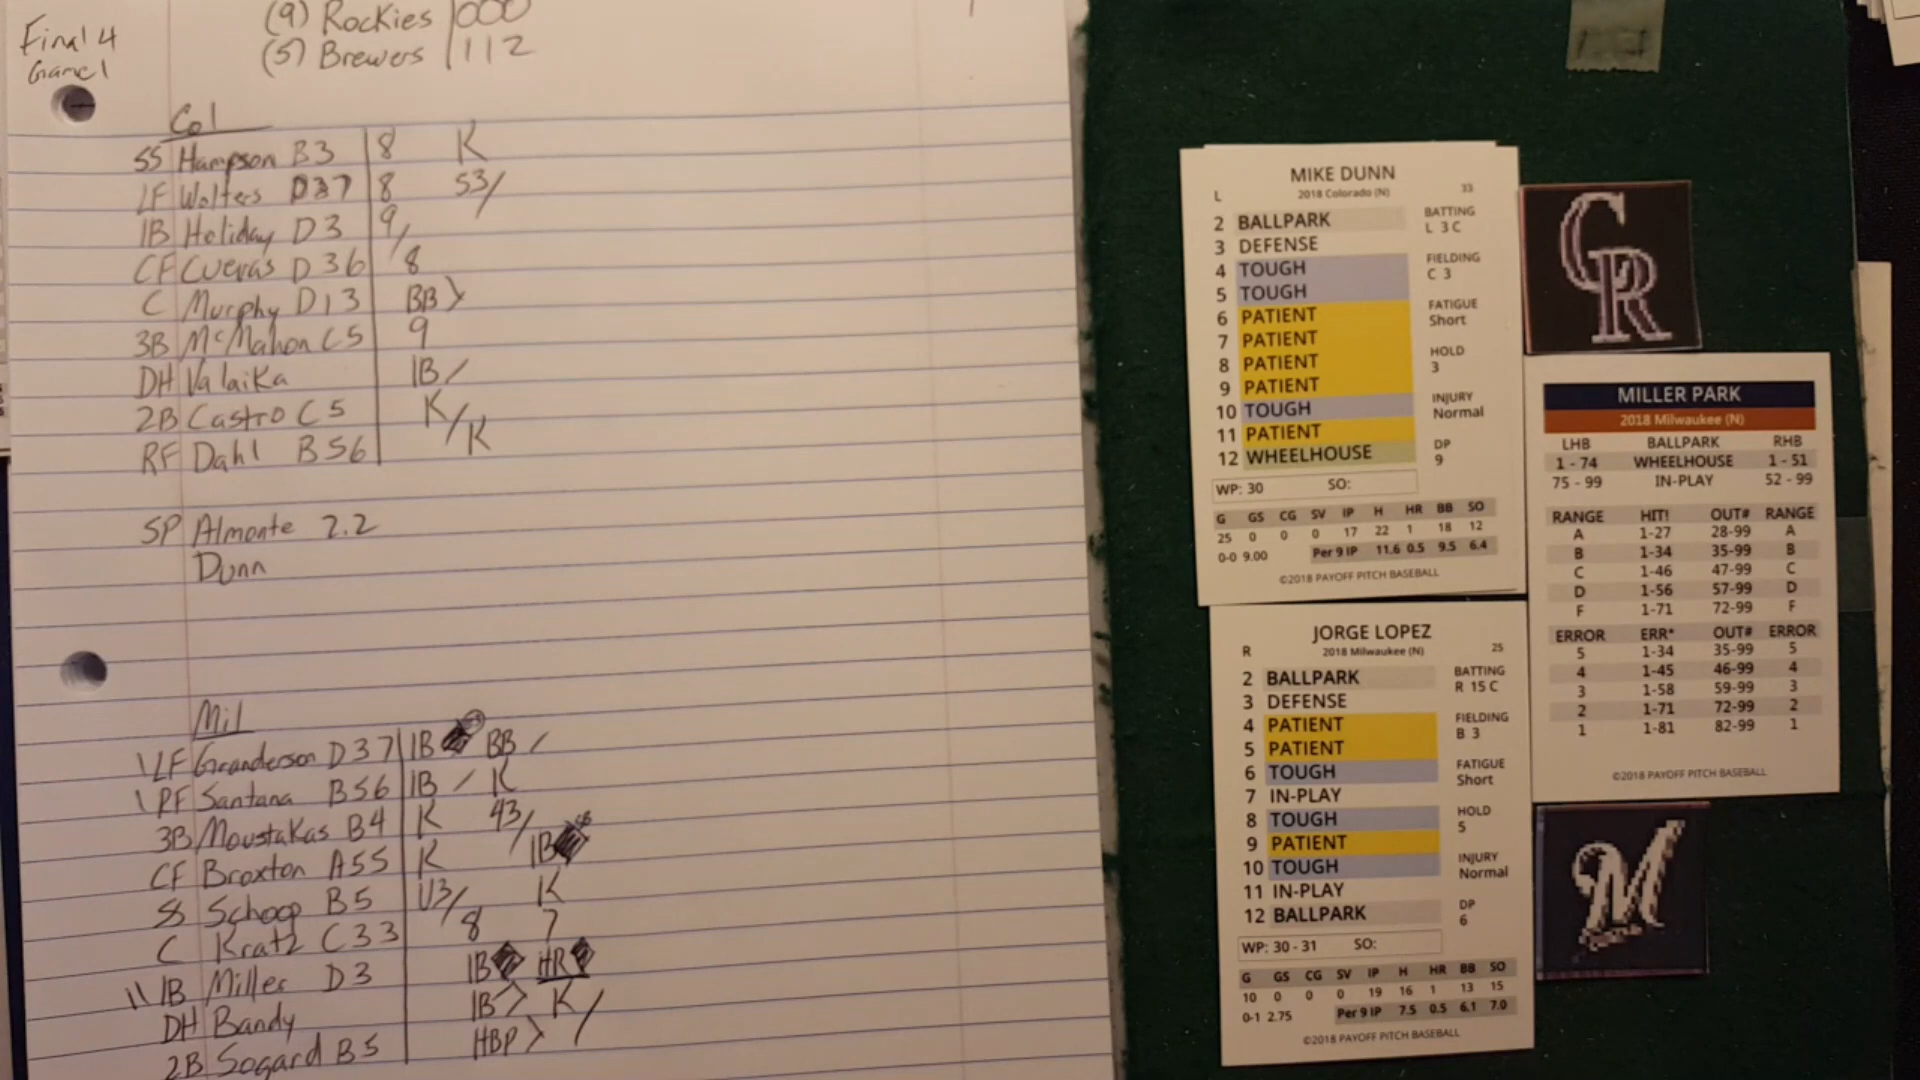 Final 4
Game 1
(9) Rockies | 000
(5) Brewers | 112
Col
SS Hampson B3 | 8 K
LF Wolters D37 | 8 53/
1B Holiday D3 | 9/
CF Cuevas D36 | 8
C Murphy D13 | BB>
3B McMahon C5 | 9
DH Valaika | 1B/
2B Castro C5 | K/
RF Dahl B56 | K
SP Almonte 2.2
Dunn
Mil
\LF Granderson D37 | 1B BB /
\RF Santana B56 | 1B / K
3B Moustakas B4 | K 43/
CF Broxton A55 | K 1B
SS Schoop B5 | U3/ K
C Kratz C33 | 8 7
\\1B Miller D3 | 1B HR
DH Bandy | 1B> K/
2B Sogard B5 | HBP>
MIKE DUNN
L 2018 Colorado (N) 33
2 BALLPARK
3 DEFENSE
4 TOUGH
5 TOUGH
6 PATIENT
7 PATIENT
8 PATIENT
9 PATIENT
10 TOUGH
11 PATIENT
12 WHEELHOUSE
BATTING
L 3 C
FIELDING
C 3
FATIGUE
Short
HOLD
3
INJURY
Normal
DP
9
WP: 30 SO:
G GS CG SV IP H HR BB SO
25 0 0 0 17 22 1 18 12
0-0 9.00 Per 9 IP 11.6 0.5 9.5 6.4
©2018 PAYOFF PITCH BASEBALL
CR
MILLER PARK
2018 Milwaukee (N)
LHB BALLPARK RHB
1 - 74 WHEELHOUSE 1 - 51
75 - 99 IN-PLAY 52 - 99
RANGE HIT! OUT# RANGE
A 1-27 28-99 A
B 1-34 35-99 B
C 1-46 47-99 C
D 1-56 57-99 D
F 1-71 72-99 F
ERROR ERR* OUT# ERROR
5 1-34 35-99 5
4 1-45 46-99 4
3 1-58 59-99 3
2 1-71 72-99 2
1 1-81 82-99 1
©2018 PAYOFF PITCH BASEBALL
JORGE LOPEZ
R 2018 Milwaukee (N) 25
2 BALLPARK
3 DEFENSE
4 PATIENT
5 PATIENT
6 TOUGH
7 IN-PLAY
8 TOUGH
9 PATIENT
10 TOUGH
11 IN-PLAY
12 BALLPARK
BATTING
R 15 C
FIELDING
B 3
FATIGUE
Short
HOLD
5
INJURY
Normal
DP
6
WP: 30 - 31 SO:
G GS CG SV IP H HR BB SO
10 0 0 0 19 16 1 13 15
0-1 2.75 Per 9 IP 7.5 0.5 6.1 7.0
©2018 PAYOFF PITCH BASEBALL
M